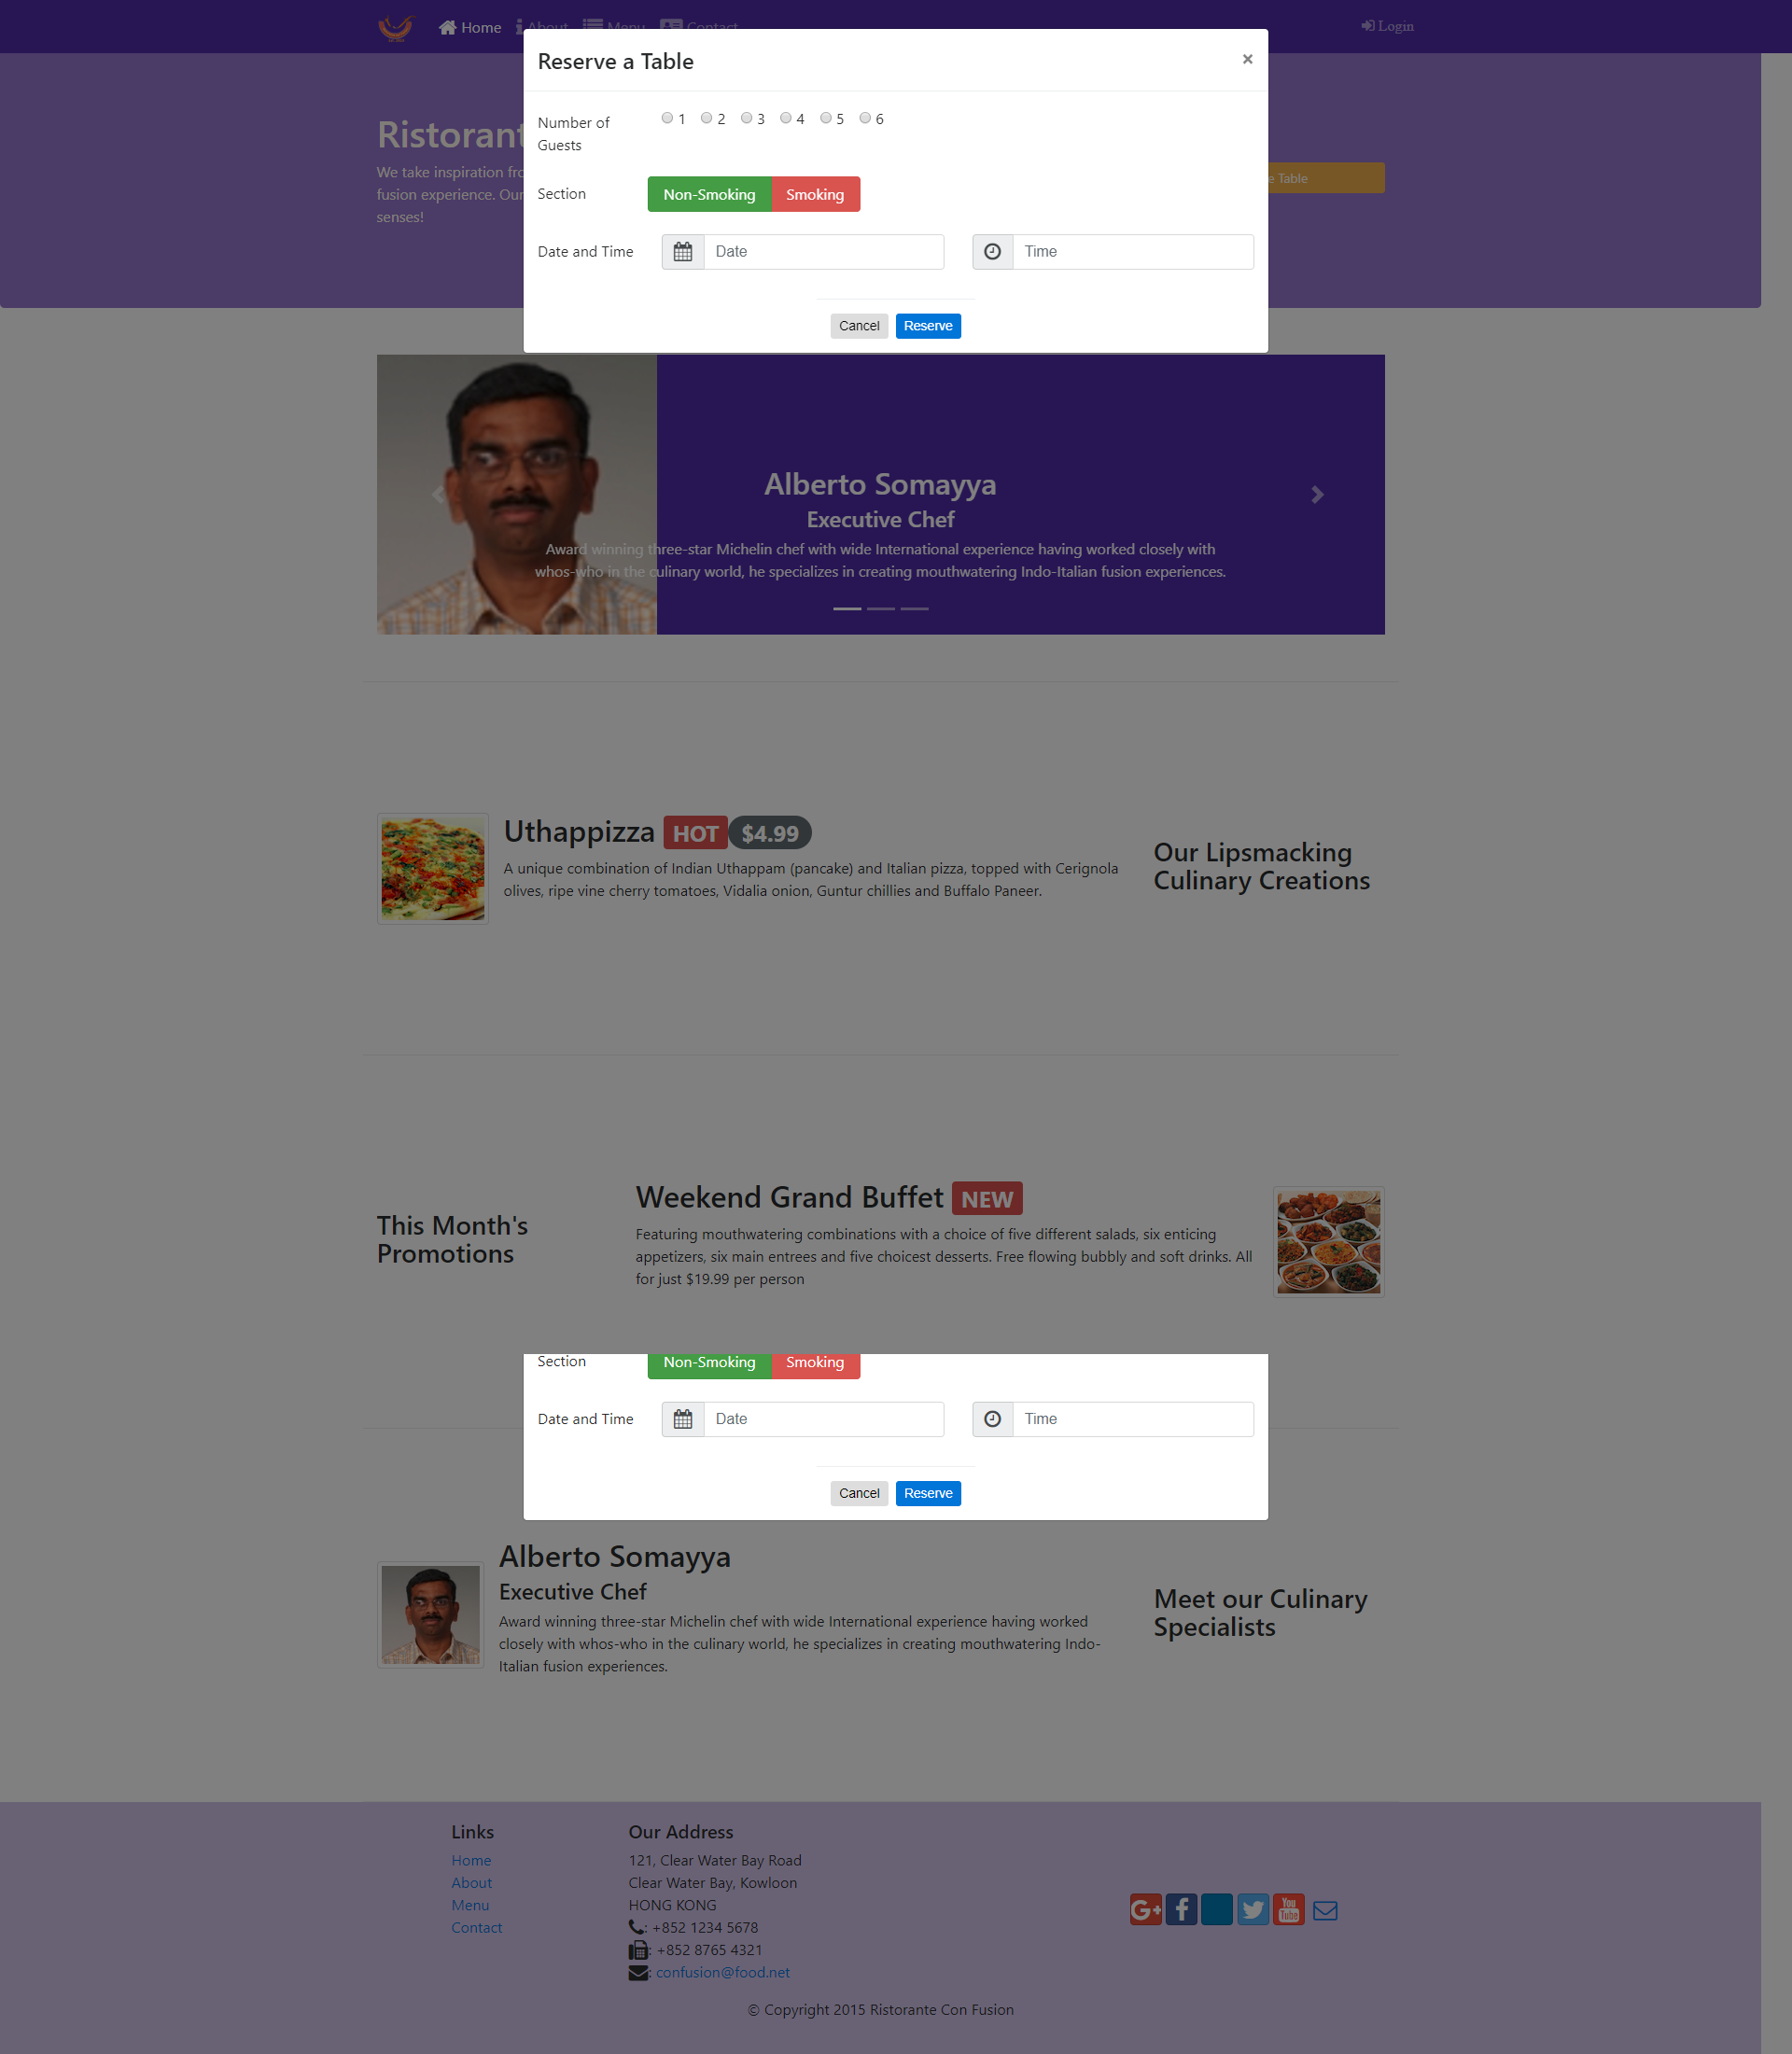 Home About Menu Contact Login
Reserve a Table ×
Number of
Guests
1 2 3 4 5 6
Section Non-Smoking Smoking
Date and Time Date Time
Cancel Reserve
Ristorant
We take inspiration fro
fusion experience. Our
senses!
e Table
Alberto Somayya
Executive Chef
Award winning three-star Michelin chef with wide International experience having worked closely with
whos-who in the culinary world, he specializes in creating mouthwatering Indo-Italian fusion experiences.
Uthappizza HOT $4.99
A unique combination of Indian Uthappam (pancake) and Italian pizza, topped with Cerignola
olives, ripe vine cherry tomatoes, Vidalia onion, Guntur chillies and Buffalo Paneer.
Our Lipsmacking
Culinary Creations
This Month's
Promotions
Weekend Grand Buffet NEW
Featuring mouthwatering combinations with a choice of five different salads, six enticing
appetizers, six main entrees and five choicest desserts. Free flowing bubbly and soft drinks. All
for just $19.99 per person
Section Non-Smoking Smoking
Date and Time Date Time
Cancel Reserve
Alberto Somayya
Executive Chef
Award winning three-star Michelin chef with wide International experience having worked
closely with whos-who in the culinary world, he specializes in creating mouthwatering Indo-
Italian fusion experiences.
Meet our Culinary
Specialists
Links
Home
About
Menu
Contact
Our Address
121, Clear Water Bay Road
Clear Water Bay, Kowloon
HONG KONG
: +852 1234 5678
: +852 8765 4321
: confusion@food.net
G+ f You Tube
© Copyright 2015 Ristorante Con Fusion